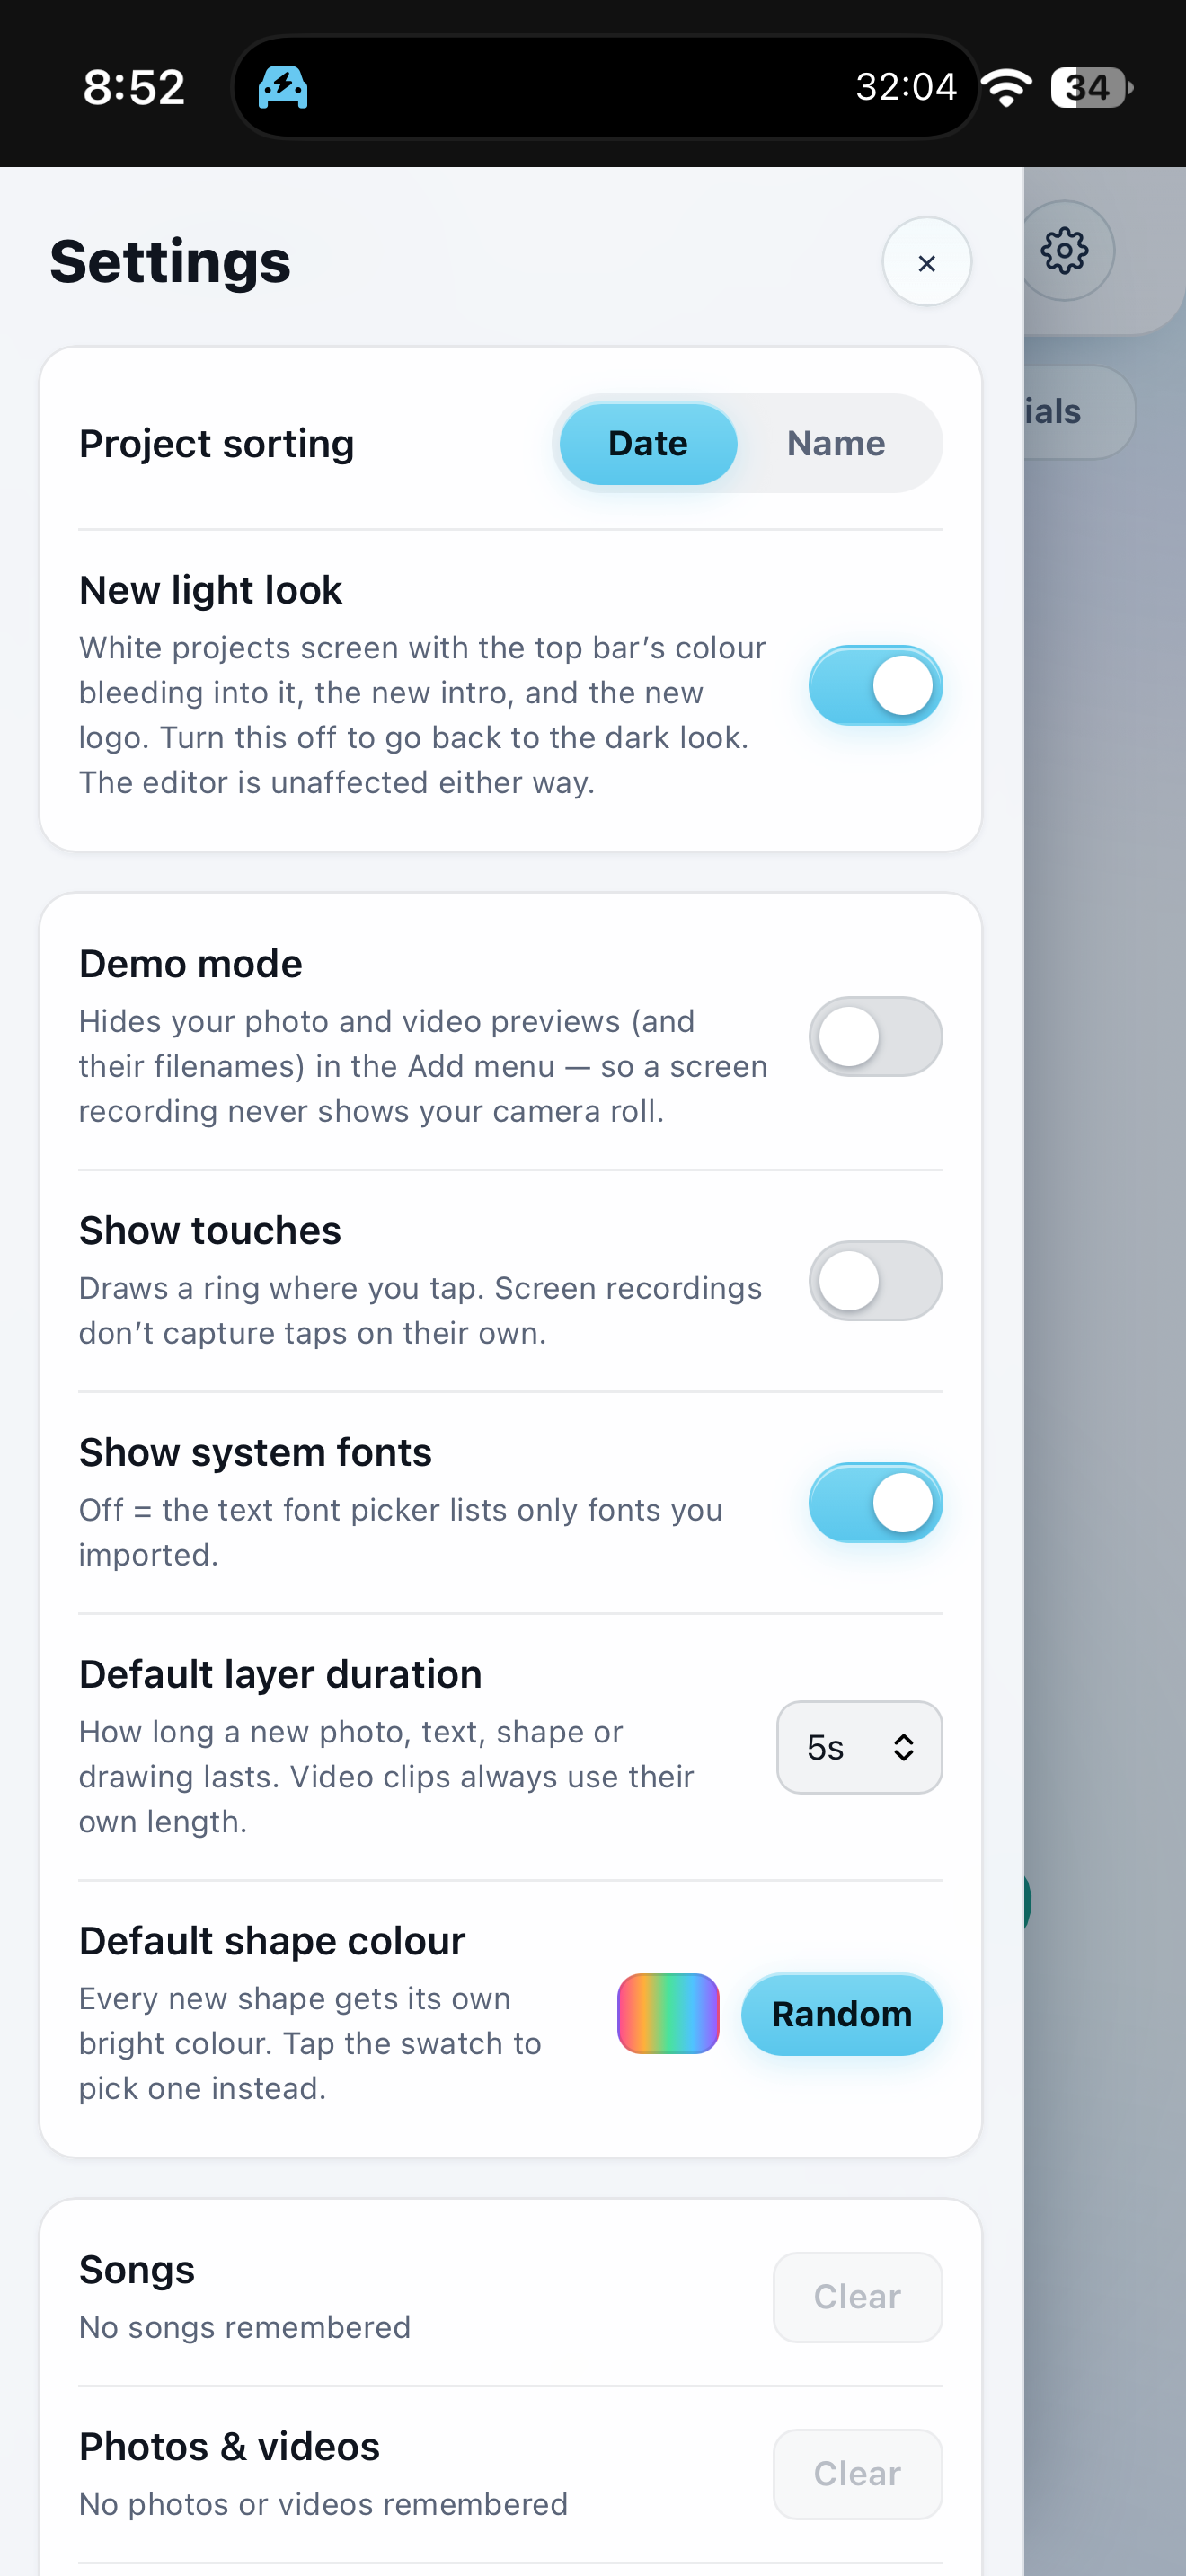 8:52
32:04
34
Settings
×
ials
Project sorting
Date
Name
New light look
White projects screen with the top bar’s colour
bleeding into it, the new intro, and the new
logo. Turn this off to go back to the dark look.
The editor is unaffected either way.
Demo mode
Hides your photo and video previews (and
their filenames) in the Add menu — so a screen
recording never shows your camera roll.
Show touches
Draws a ring where you tap. Screen recordings
don’t capture taps on their own.
Show system fonts
Off = the text font picker lists only fonts you
imported.
Default layer duration
How long a new photo, text, shape or
drawing lasts. Video clips always use their
own length.
5s
Default shape colour
Every new shape gets its own
bright colour. Tap the swatch to
pick one instead.
Random
Songs
No songs remembered
Clear
Photos & videos
No photos or videos remembered
Clear